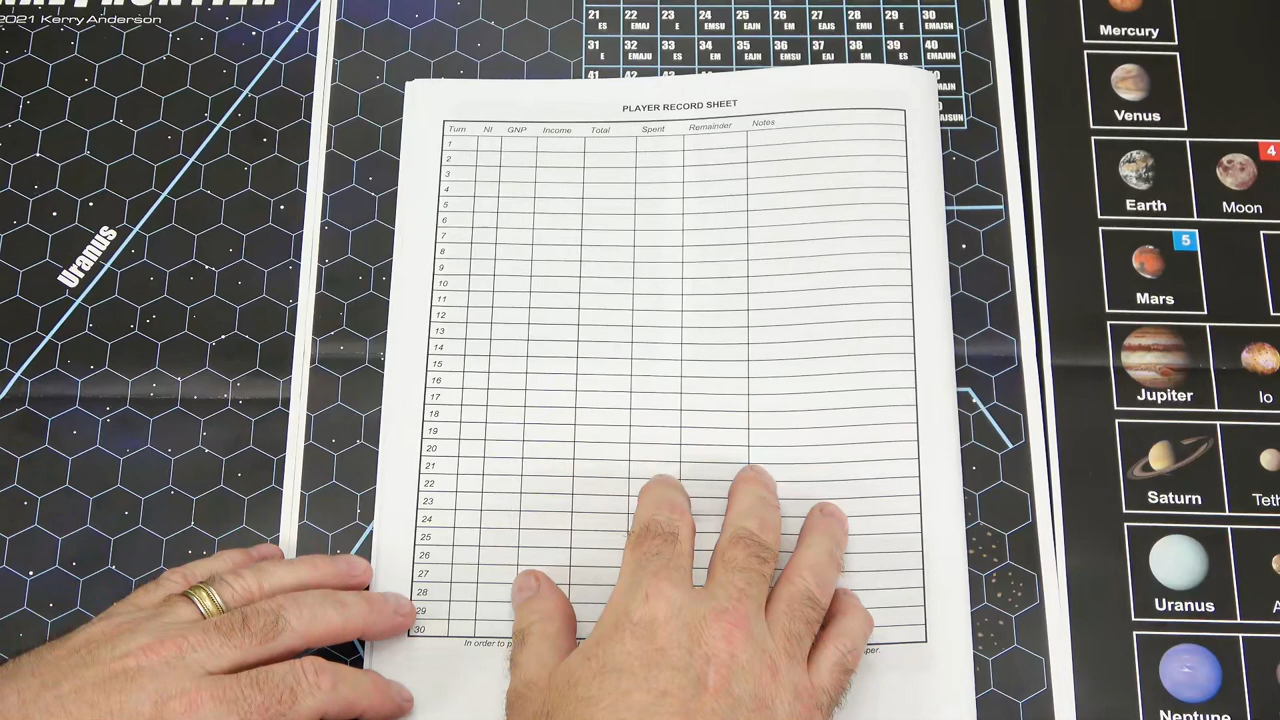 2021 Kerry Anderson
Uranus
21 22 23 24 25 26 27 28 29 30
ES EMAJ E EMSU EAJN EM EAJS EMU E EMAJSN
31 32 33 34 35 36 37 38 39 40
E EMAJU ES EM EAJN EMSU EAJ EM ES EMAJUN
41
PLAYER RECORD SHEET
Turn NI GNP Income Total Spent Remainder Notes
1
2
3
4
5
6
7
8
9
10
11
12
13
14
15
16
17
18
19
20
21
22
23
24
25
26
27
28
29
30
In order to
Mercury
Venus
Earth
4
Moon
5
Mars
Jupiter
Io
Saturn
Uranus
Neptune